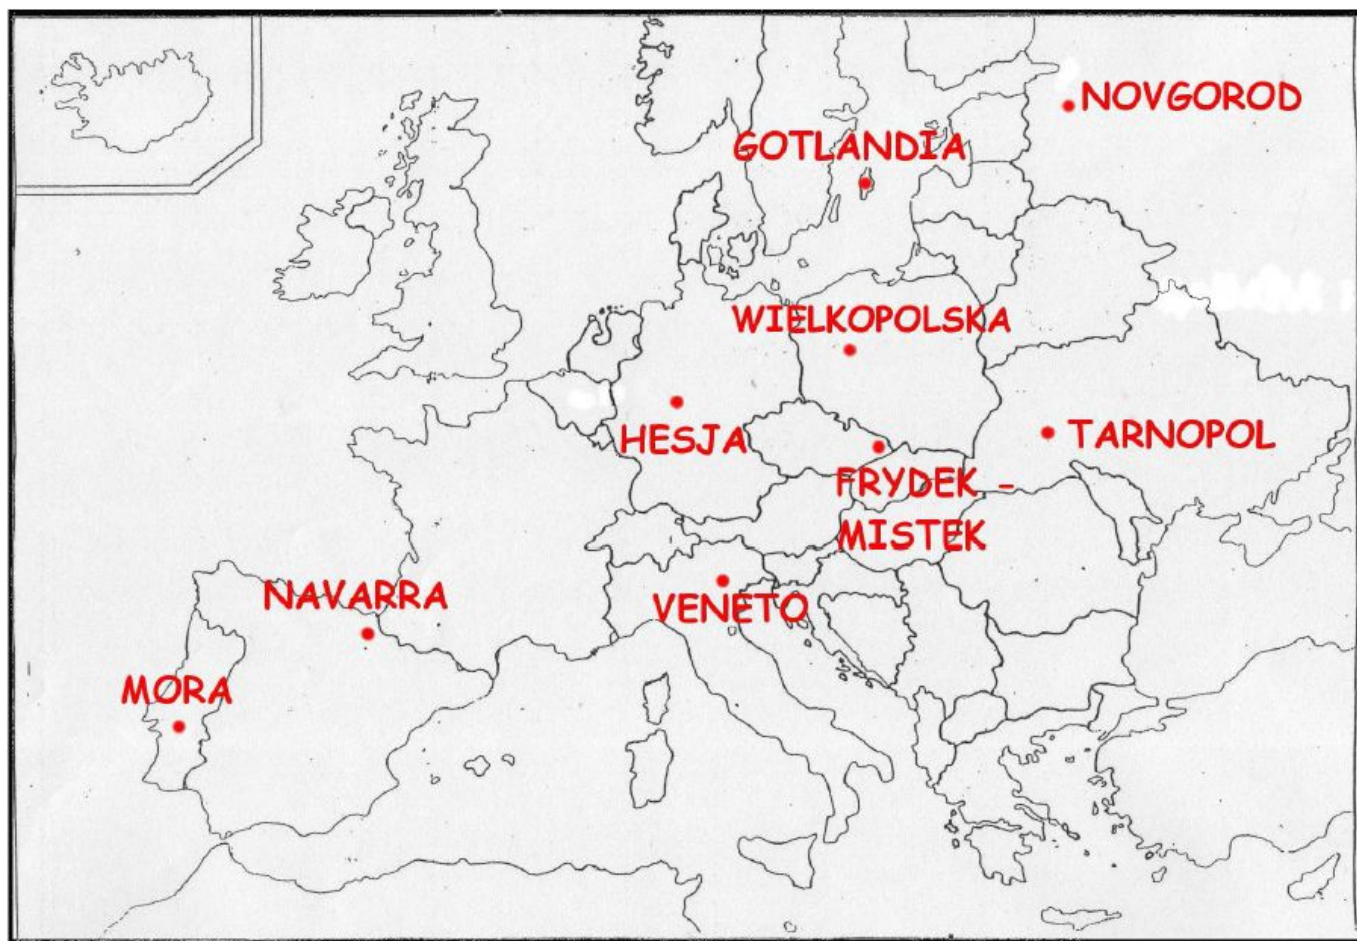 NOVGOROD
GOTLANDIA
WIELKOPOLSKA
HESJA
TARNOPOL
FRYDEK -
MISTEK
NAVARRA
VENETO
MORA